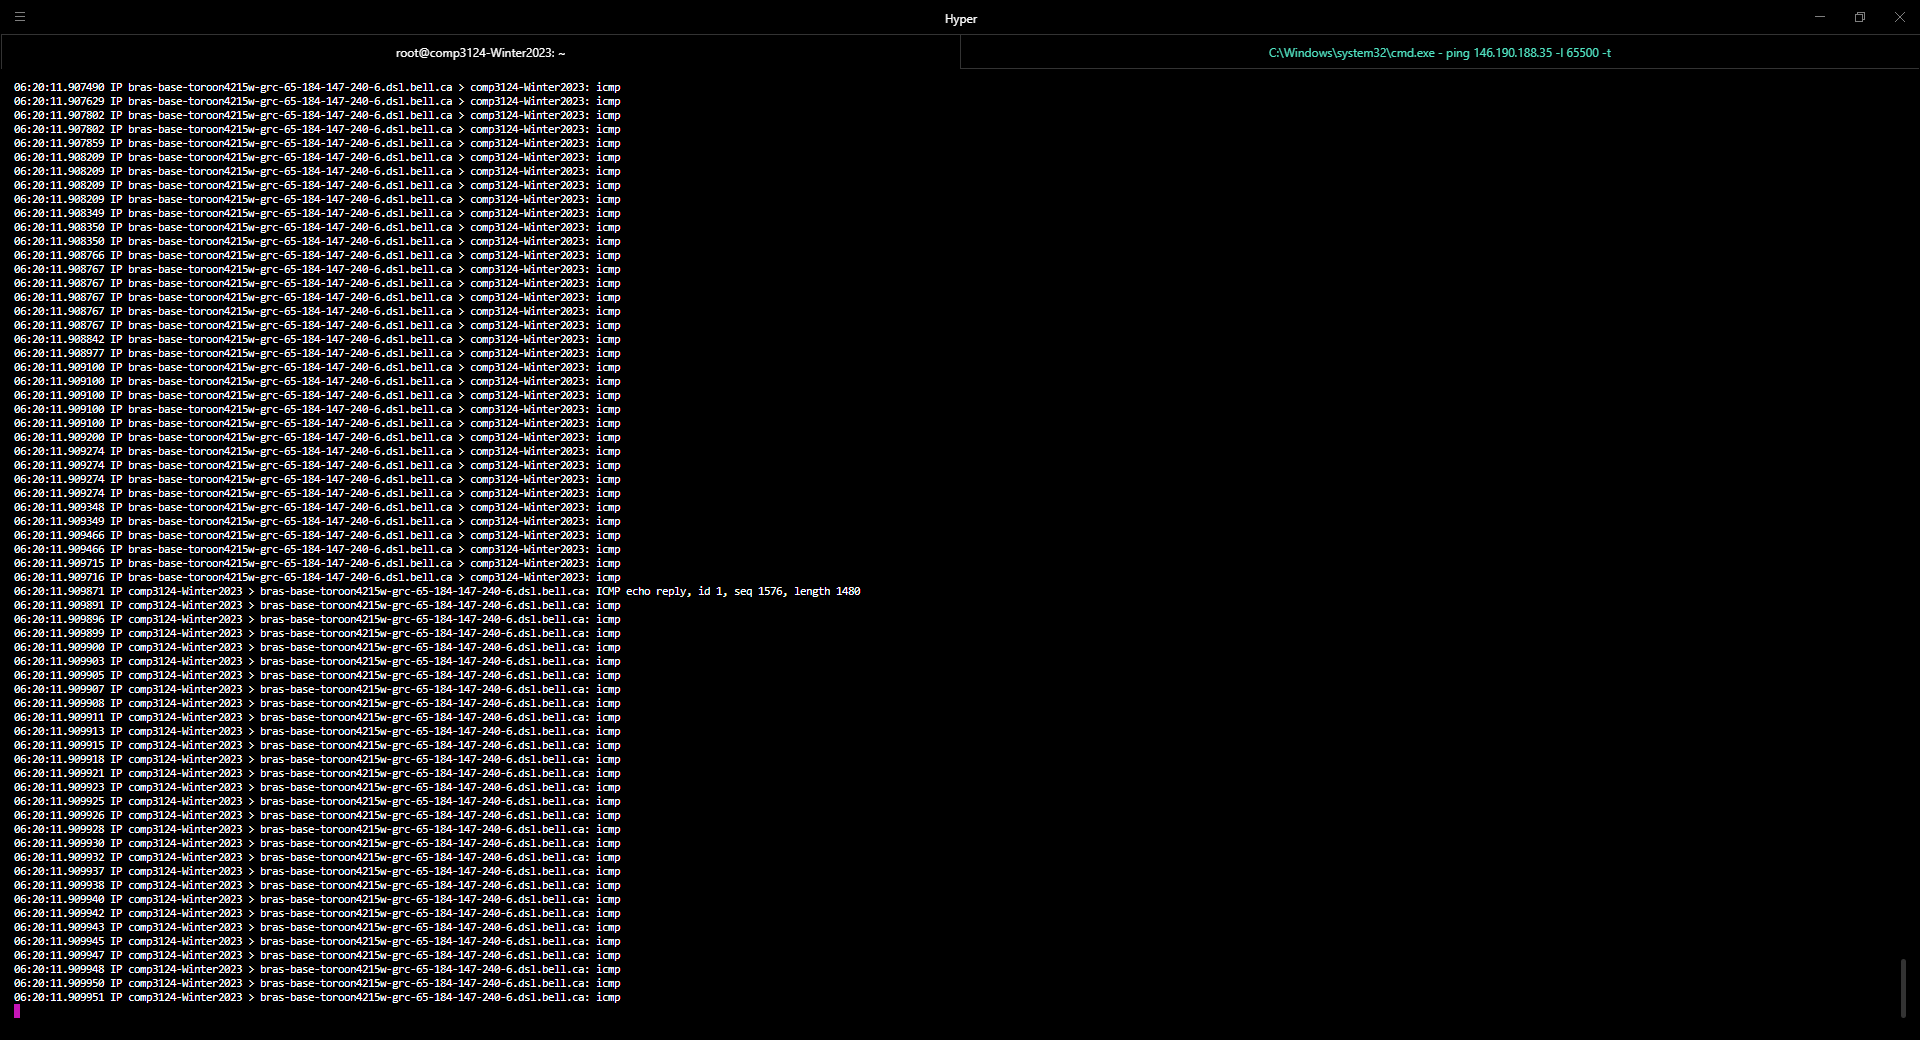 Hyper
root@comp3124-Winter2023: ~
C:\Windows\system32\cmd.exe - ping 146.190.188.35 -l 65500 -t
06:20:11.907490 IP bras-base-toroon4215w-grc-65-184-147-240-6.dsl.bell.ca > comp3124-Winter2023: icmp
06:20:11.907629 IP bras-base-toroon4215w-grc-65-184-147-240-6.dsl.bell.ca > comp3124-Winter2023: icmp
06:20:11.907802 IP bras-base-toroon4215w-grc-65-184-147-240-6.dsl.bell.ca > comp3124-Winter2023: icmp
06:20:11.907802 IP bras-base-toroon4215w-grc-65-184-147-240-6.dsl.bell.ca > comp3124-Winter2023: icmp
06:20:11.907859 IP bras-base-toroon4215w-grc-65-184-147-240-6.dsl.bell.ca > comp3124-Winter2023: icmp
06:20:11.908209 IP bras-base-toroon4215w-grc-65-184-147-240-6.dsl.bell.ca > comp3124-Winter2023: icmp
06:20:11.908209 IP bras-base-toroon4215w-grc-65-184-147-240-6.dsl.bell.ca > comp3124-Winter2023: icmp
06:20:11.908209 IP bras-base-toroon4215w-grc-65-184-147-240-6.dsl.bell.ca > comp3124-Winter2023: icmp
06:20:11.908209 IP bras-base-toroon4215w-grc-65-184-147-240-6.dsl.bell.ca > comp3124-Winter2023: icmp
06:20:11.908349 IP bras-base-toroon4215w-grc-65-184-147-240-6.dsl.bell.ca > comp3124-Winter2023: icmp
06:20:11.908350 IP bras-base-toroon4215w-grc-65-184-147-240-6.dsl.bell.ca > comp3124-Winter2023: icmp
06:20:11.908350 IP bras-base-toroon4215w-grc-65-184-147-240-6.dsl.bell.ca > comp3124-Winter2023: icmp
06:20:11.908766 IP bras-base-toroon4215w-grc-65-184-147-240-6.dsl.bell.ca > comp3124-Winter2023: icmp
06:20:11.908767 IP bras-base-toroon4215w-grc-65-184-147-240-6.dsl.bell.ca > comp3124-Winter2023: icmp
06:20:11.908767 IP bras-base-toroon4215w-grc-65-184-147-240-6.dsl.bell.ca > comp3124-Winter2023: icmp
06:20:11.908767 IP bras-base-toroon4215w-grc-65-184-147-240-6.dsl.bell.ca > comp3124-Winter2023: icmp
06:20:11.908767 IP bras-base-toroon4215w-grc-65-184-147-240-6.dsl.bell.ca > comp3124-Winter2023: icmp
06:20:11.908767 IP bras-base-toroon4215w-grc-65-184-147-240-6.dsl.bell.ca > comp3124-Winter2023: icmp
06:20:11.908842 IP bras-base-toroon4215w-grc-65-184-147-240-6.dsl.bell.ca > comp3124-Winter2023: icmp
06:20:11.908977 IP bras-base-toroon4215w-grc-65-184-147-240-6.dsl.bell.ca > comp3124-Winter2023: icmp
06:20:11.909100 IP bras-base-toroon4215w-grc-65-184-147-240-6.dsl.bell.ca > comp3124-Winter2023: icmp
06:20:11.909100 IP bras-base-toroon4215w-grc-65-184-147-240-6.dsl.bell.ca > comp3124-Winter2023: icmp
06:20:11.909100 IP bras-base-toroon4215w-grc-65-184-147-240-6.dsl.bell.ca > comp3124-Winter2023: icmp
06:20:11.909100 IP bras-base-toroon4215w-grc-65-184-147-240-6.dsl.bell.ca > comp3124-Winter2023: icmp
06:20:11.909100 IP bras-base-toroon4215w-grc-65-184-147-240-6.dsl.bell.ca > comp3124-Winter2023: icmp
06:20:11.909200 IP bras-base-toroon4215w-grc-65-184-147-240-6.dsl.bell.ca > comp3124-Winter2023: icmp
06:20:11.909274 IP bras-base-toroon4215w-grc-65-184-147-240-6.dsl.bell.ca > comp3124-Winter2023: icmp
06:20:11.909274 IP bras-base-toroon4215w-grc-65-184-147-240-6.dsl.bell.ca > comp3124-Winter2023: icmp
06:20:11.909274 IP bras-base-toroon4215w-grc-65-184-147-240-6.dsl.bell.ca > comp3124-Winter2023: icmp
06:20:11.909274 IP bras-base-toroon4215w-grc-65-184-147-240-6.dsl.bell.ca > comp3124-Winter2023: icmp
06:20:11.909348 IP bras-base-toroon4215w-grc-65-184-147-240-6.dsl.bell.ca > comp3124-Winter2023: icmp
06:20:11.909349 IP bras-base-toroon4215w-grc-65-184-147-240-6.dsl.bell.ca > comp3124-Winter2023: icmp
06:20:11.909466 IP bras-base-toroon4215w-grc-65-184-147-240-6.dsl.bell.ca > comp3124-Winter2023: icmp
06:20:11.909466 IP bras-base-toroon4215w-grc-65-184-147-240-6.dsl.bell.ca > comp3124-Winter2023: icmp
06:20:11.909715 IP bras-base-toroon4215w-grc-65-184-147-240-6.dsl.bell.ca > comp3124-Winter2023: icmp
06:20:11.909716 IP bras-base-toroon4215w-grc-65-184-147-240-6.dsl.bell.ca > comp3124-Winter2023: icmp
06:20:11.909871 IP comp3124-Winter2023 > bras-base-toroon4215w-grc-65-184-147-240-6.dsl.bell.ca: ICMP echo reply, id 1, seq 1576, length 1480
06:20:11.909891 IP comp3124-Winter2023 > bras-base-toroon4215w-grc-65-184-147-240-6.dsl.bell.ca: icmp
06:20:11.909896 IP comp3124-Winter2023 > bras-base-toroon4215w-grc-65-184-147-240-6.dsl.bell.ca: icmp
06:20:11.909899 IP comp3124-Winter2023 > bras-base-toroon4215w-grc-65-184-147-240-6.dsl.bell.ca: icmp
06:20:11.909900 IP comp3124-Winter2023 > bras-base-toroon4215w-grc-65-184-147-240-6.dsl.bell.ca: icmp
06:20:11.909903 IP comp3124-Winter2023 > bras-base-toroon4215w-grc-65-184-147-240-6.dsl.bell.ca: icmp
06:20:11.909905 IP comp3124-Winter2023 > bras-base-toroon4215w-grc-65-184-147-240-6.dsl.bell.ca: icmp
06:20:11.909907 IP comp3124-Winter2023 > bras-base-toroon4215w-grc-65-184-147-240-6.dsl.bell.ca: icmp
06:20:11.909908 IP comp3124-Winter2023 > bras-base-toroon4215w-grc-65-184-147-240-6.dsl.bell.ca: icmp
06:20:11.909911 IP comp3124-Winter2023 > bras-base-toroon4215w-grc-65-184-147-240-6.dsl.bell.ca: icmp
06:20:11.909913 IP comp3124-Winter2023 > bras-base-toroon4215w-grc-65-184-147-240-6.dsl.bell.ca: icmp
06:20:11.909915 IP comp3124-Winter2023 > bras-base-toroon4215w-grc-65-184-147-240-6.dsl.bell.ca: icmp
06:20:11.909918 IP comp3124-Winter2023 > bras-base-toroon4215w-grc-65-184-147-240-6.dsl.bell.ca: icmp
06:20:11.909921 IP comp3124-Winter2023 > bras-base-toroon4215w-grc-65-184-147-240-6.dsl.bell.ca: icmp
06:20:11.909923 IP comp3124-Winter2023 > bras-base-toroon4215w-grc-65-184-147-240-6.dsl.bell.ca: icmp
06:20:11.909925 IP comp3124-Winter2023 > bras-base-toroon4215w-grc-65-184-147-240-6.dsl.bell.ca: icmp
06:20:11.909926 IP comp3124-Winter2023 > bras-base-toroon4215w-grc-65-184-147-240-6.dsl.bell.ca: icmp
06:20:11.909928 IP comp3124-Winter2023 > bras-base-toroon4215w-grc-65-184-147-240-6.dsl.bell.ca: icmp
06:20:11.909930 IP comp3124-Winter2023 > bras-base-toroon4215w-grc-65-184-147-240-6.dsl.bell.ca: icmp
06:20:11.909932 IP comp3124-Winter2023 > bras-base-toroon4215w-grc-65-184-147-240-6.dsl.bell.ca: icmp
06:20:11.909937 IP comp3124-Winter2023 > bras-base-toroon4215w-grc-65-184-147-240-6.dsl.bell.ca: icmp
06:20:11.909938 IP comp3124-Winter2023 > bras-base-toroon4215w-grc-65-184-147-240-6.dsl.bell.ca: icmp
06:20:11.909940 IP comp3124-Winter2023 > bras-base-toroon4215w-grc-65-184-147-240-6.dsl.bell.ca: icmp
06:20:11.909942 IP comp3124-Winter2023 > bras-base-toroon4215w-grc-65-184-147-240-6.dsl.bell.ca: icmp
06:20:11.909943 IP comp3124-Winter2023 > bras-base-toroon4215w-grc-65-184-147-240-6.dsl.bell.ca: icmp
06:20:11.909945 IP comp3124-Winter2023 > bras-base-toroon4215w-grc-65-184-147-240-6.dsl.bell.ca: icmp
06:20:11.909947 IP comp3124-Winter2023 > bras-base-toroon4215w-grc-65-184-147-240-6.dsl.bell.ca: icmp
06:20:11.909948 IP comp3124-Winter2023 > bras-base-toroon4215w-grc-65-184-147-240-6.dsl.bell.ca: icmp
06:20:11.909950 IP comp3124-Winter2023 > bras-base-toroon4215w-grc-65-184-147-240-6.dsl.bell.ca: icmp
06:20:11.909951 IP comp3124-Winter2023 > bras-base-toroon4215w-grc-65-184-147-240-6.dsl.bell.ca: icmp